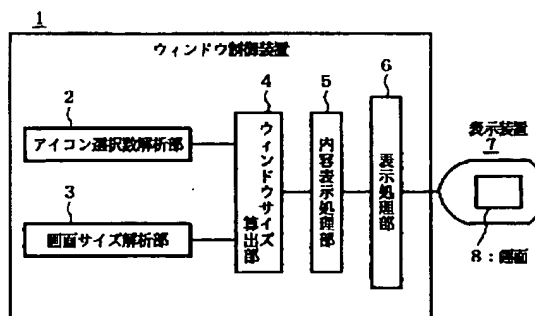 1
ウィンドウ制御装置
2
アイコン選択数解析部
3
画面サイズ解析部
4
ウィンドウサイズ
算出部
5
内容表示処理部
6
表示処理部
表示装置
7
8：画面